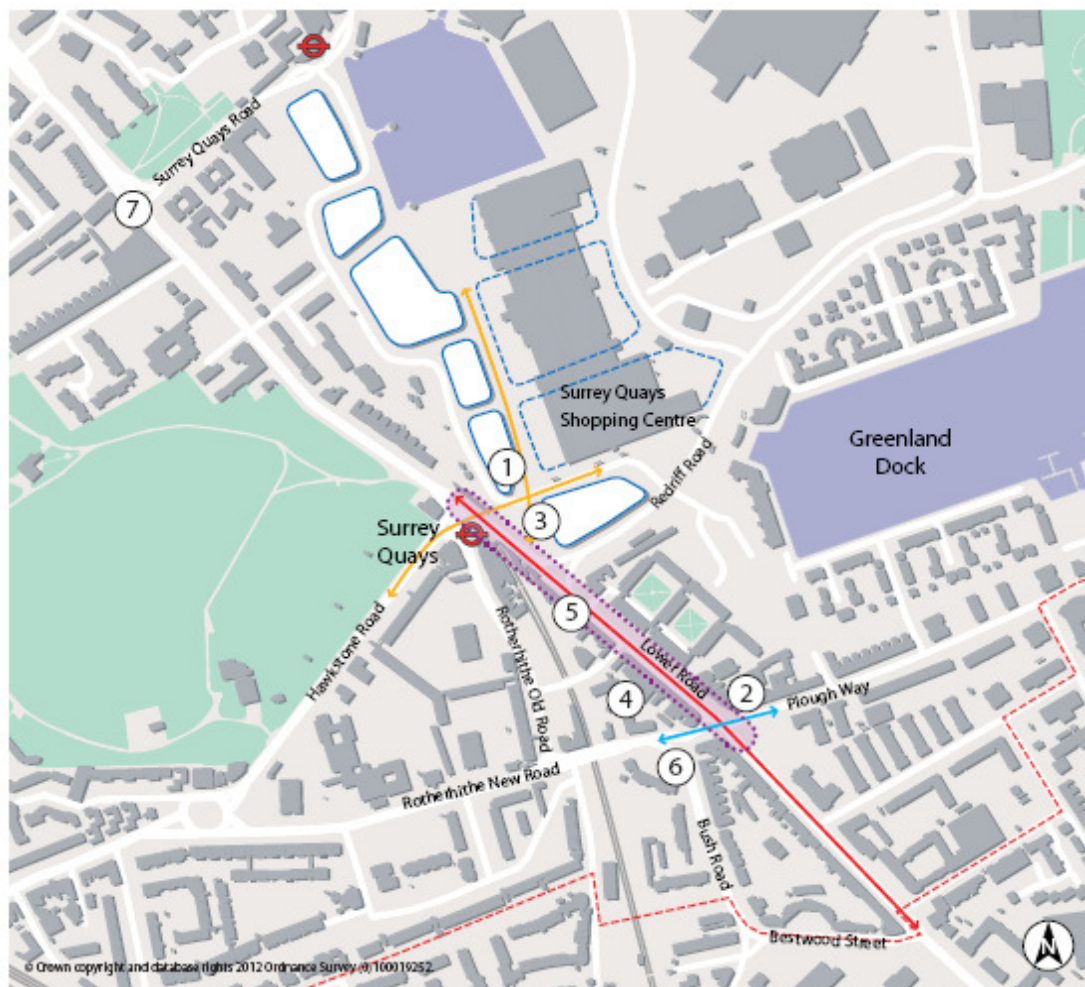 Surrey Quays Road
7
Surrey Quays
Shopping Centre
Greenland
Dock
Redriff Road
1
3
Surrey
Quays
Hawkstone Road
Rotherhithe Old Road
5
Lower Road
2
Plough Way
4
6
Rotherhithe New Road
Bush Road
Bestwood Street
N
© Crown copyright and database rights 2012 Ordnance Survey (0)100019252